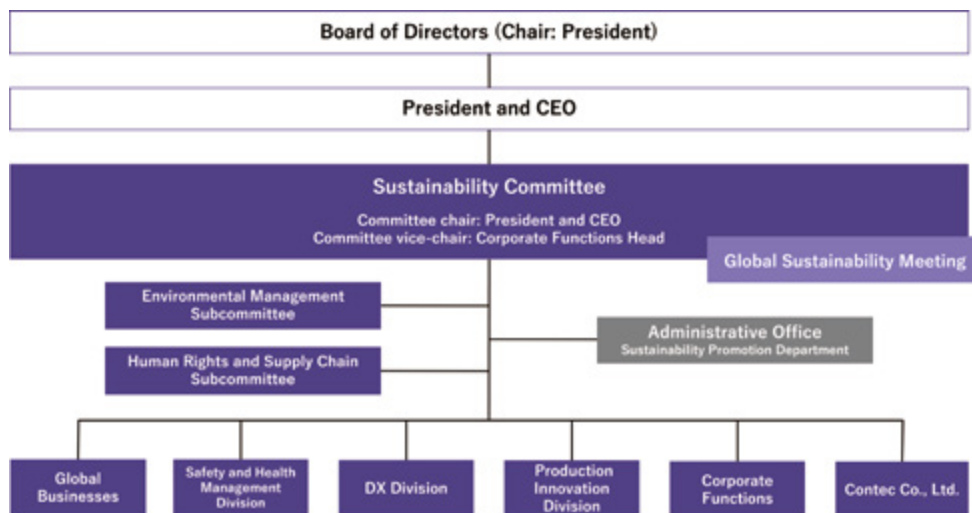 Board of Directors (Chair: President)
President and CEO
Sustainability Committee
Committee chair: President and CEO
Committee vice-chair: Corporate Functions Head
Global Sustainability Meeting
Environmental Management
Subcommittee
Administrative Office
Sustainability Promotion Department
Human Rights and Supply Chain
Subcommittee
Global
Businesses
Safety and Health
Management
Division
DX Division
Production
Innovation
Division
Corporate
Functions
Contec Co., Ltd.